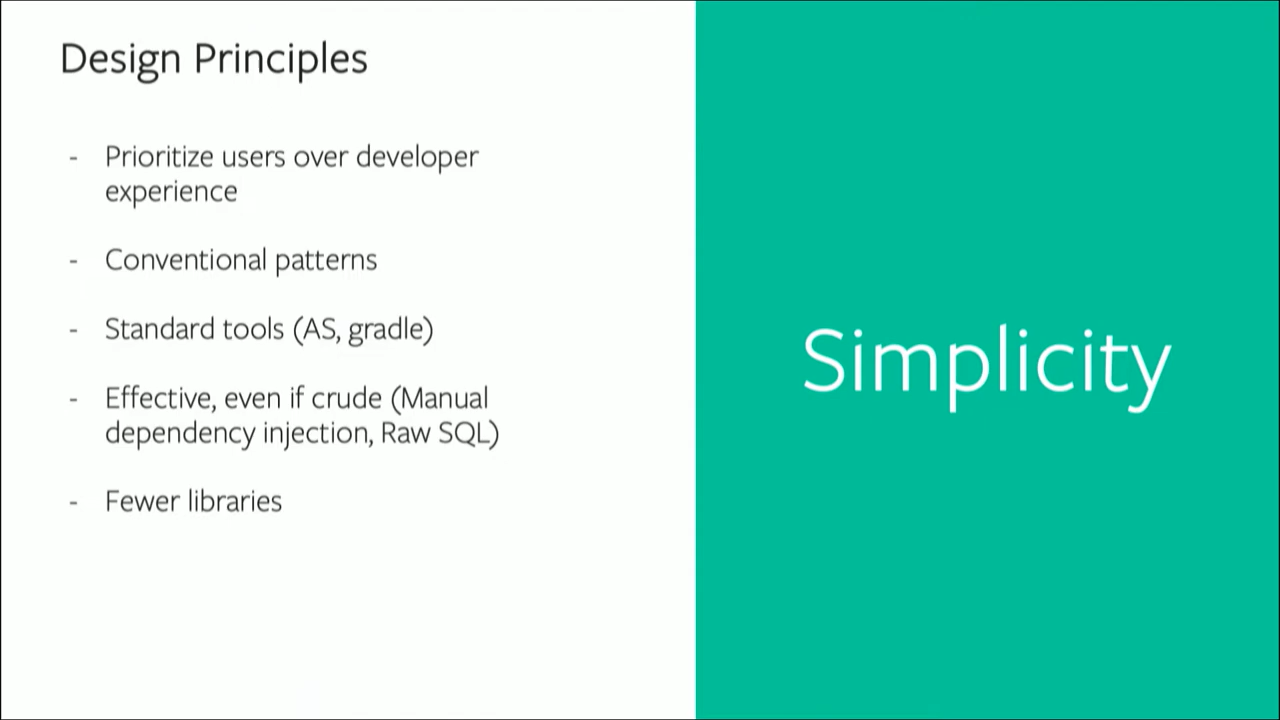 Design Principles
- Prioritize users over developer
experience
- Conventional patterns
- Standard tools (AS, gradle)
- Effective, even if crude (Manual
dependency injection, Raw SQL)
- Fewer libraries
Simplicity